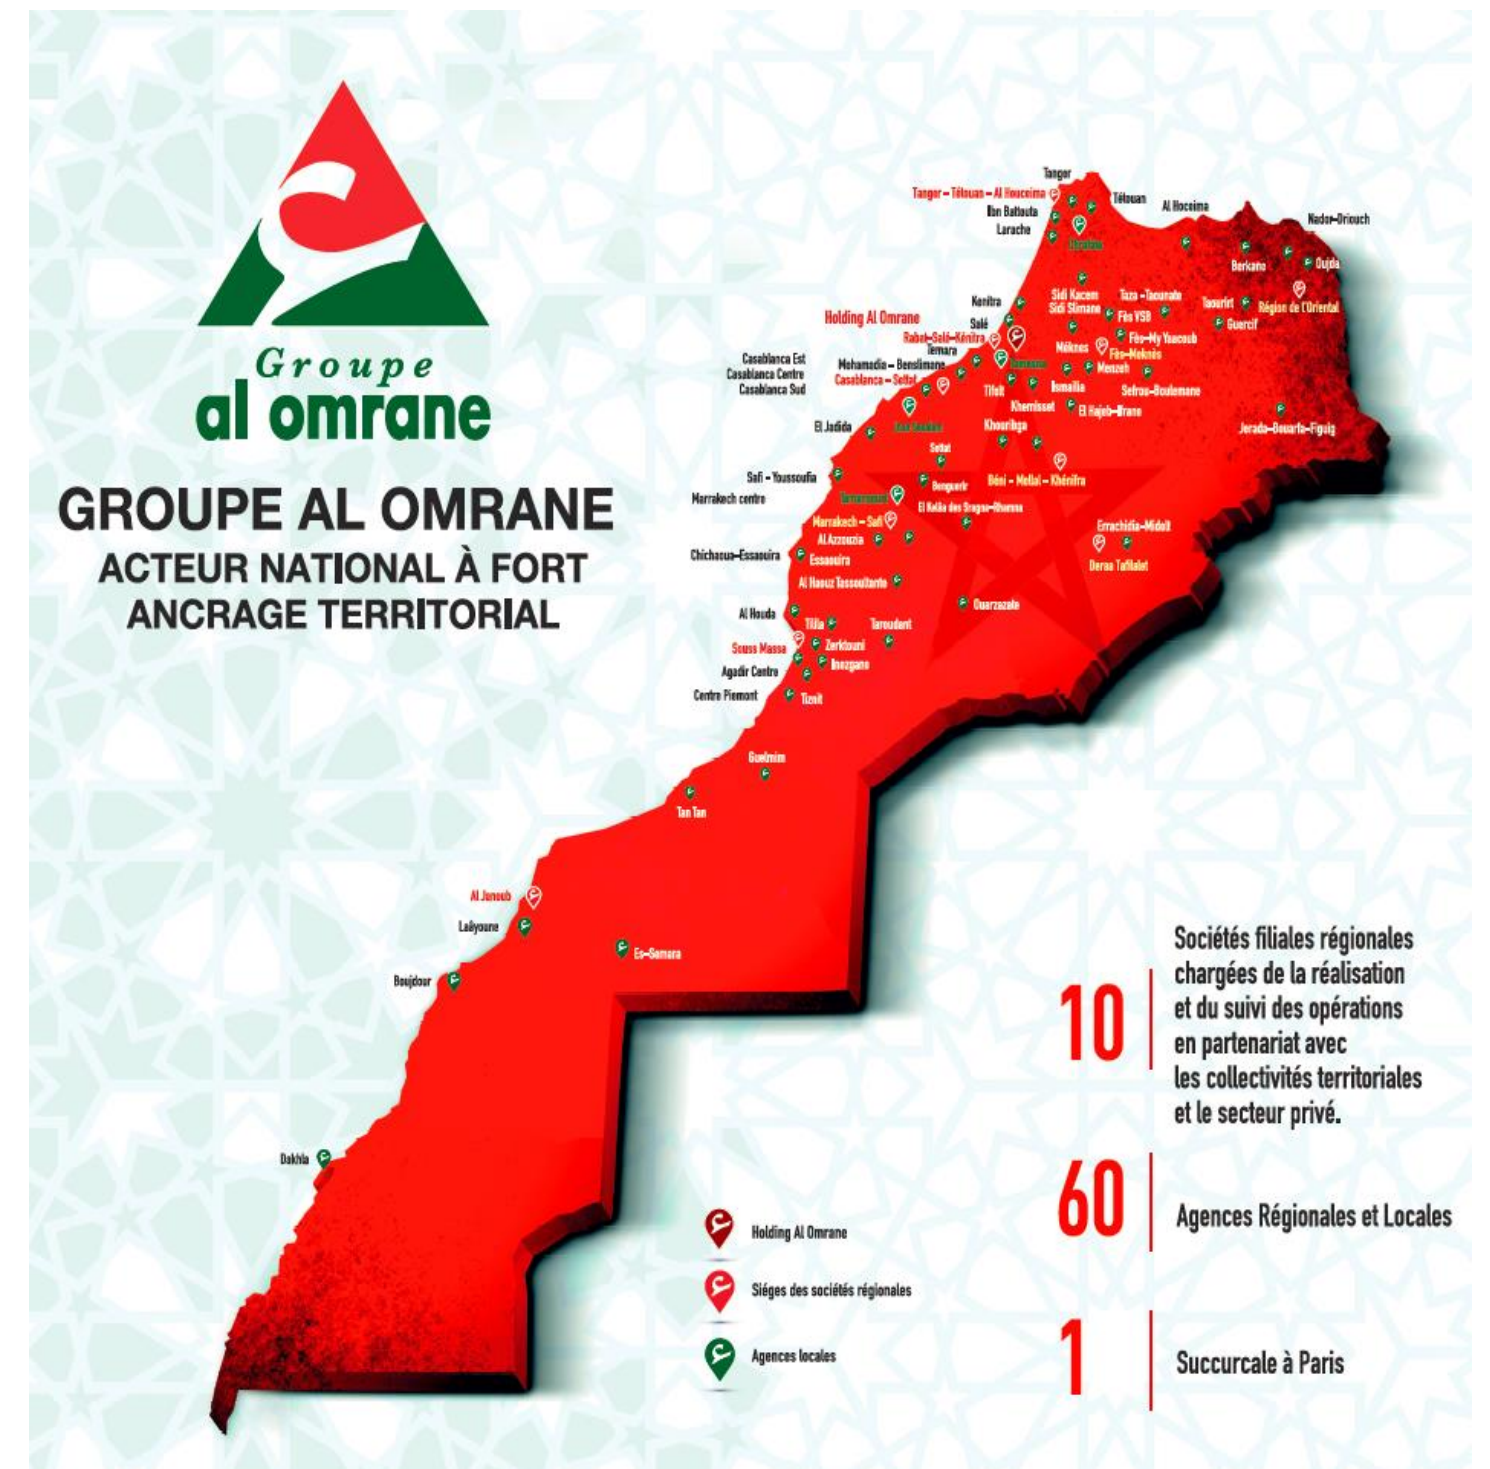 Groupe
al omrane
GROUPE AL OMRANE
ACTEUR NATIONAL À FORT
ANCRAGE TERRITORIAL
Tanger
Tanger – Tétouan – Al Houceima
Tétouan
Ibn Battouta
Al Hoceima
Larache
Nador-Driouch
Berkane
Oujda
Kenitra
Sidi Kacem
Sidi Slimane
Taza -Taounate
Taourirt
Région de l'Oriental
Holding Al Omrane
Salé
Fès VSB
Guercif
Rabat-Salé-Kénitra
Fès-My Yaacoub
Temara
Méknes
Fès-Meknès
Casablanca Est
Casablanca Centre
Casablanca Sud
Mohamadia - Benslimane
Casablanca – Settat
Menzeh
Tiflt
Ismailia
Sefrou-Boulemane
Khemisset
El Hajeb-Ifrane
El Jadida
Khouribga
Jerada-Bouarfa-Figuig
Settat
Safi – Youssoufia
Benguerir
Béni – Mellal – Khénifra
Marrakech centre
El Kelâa des Sragna-Rhamna
Marrakech – Safi
Errachidia-Midelt
Al Azzouzia
Chichaoua-Essaouira
Essaouira
Deraa Tafilalet
Al Haouz Tassoultante
Ouarzazate
Al Houda
Tilila
Taroudant
Souss Massa
Zerktouni
Inezgane
Agadir Centre
Centre Piemont
Tiznit
Guelmim
Tan Tan
Al Janoub
Laâyoune
Es-Semara
Boujdour
Dakhla
10
Sociétés filiales régionales
chargées de la réalisation
et du suivi des opérations
en partenariat avec
les collectivités territoriales
et le secteur privé.
60
Agences Régionales et Locales
1
Succurcale à Paris
Holding Al Omrane
Siéges des sociétés régionales
Agences locales